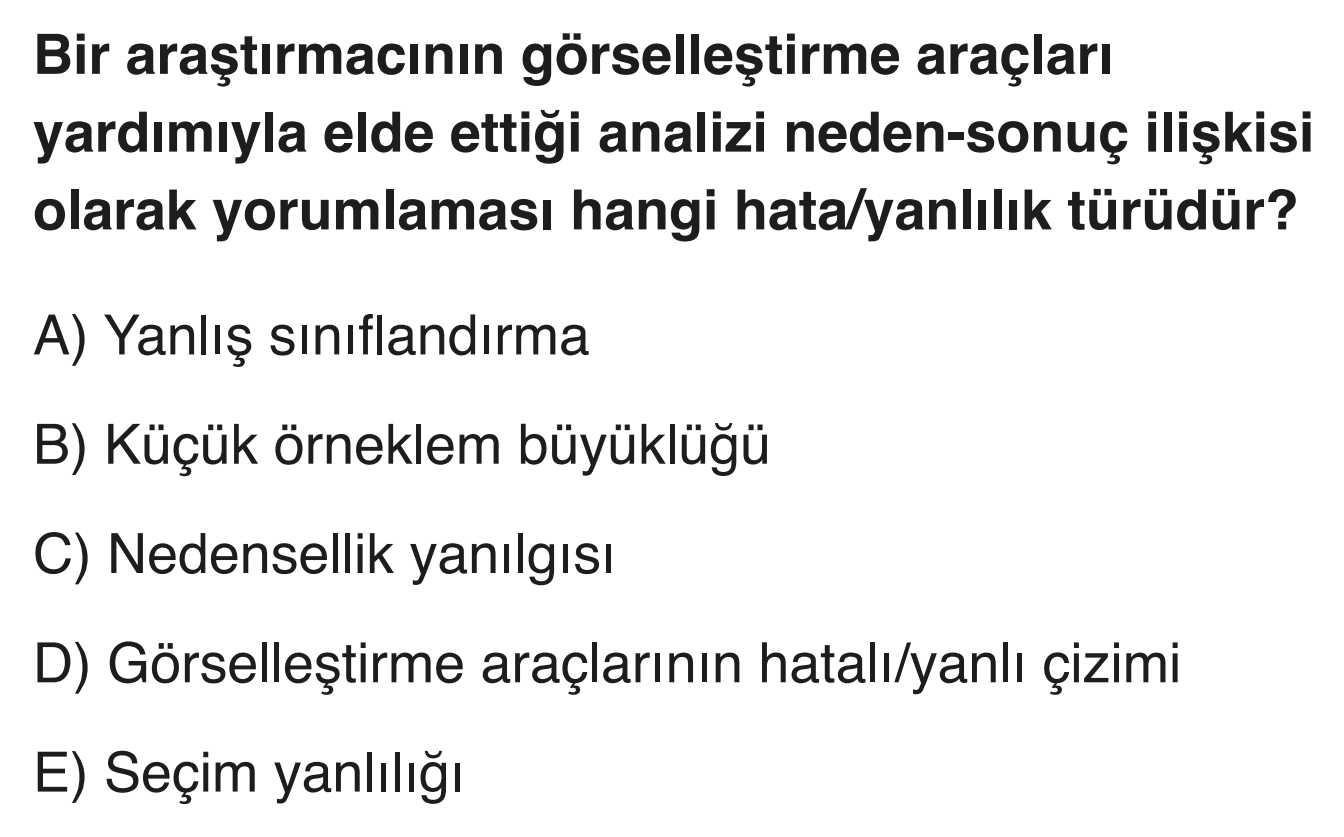 Bir araştırmacının görselleştirme araçları
yardımıyla elde ettiği analizi neden-sonuç ilişkisi
olarak yorumlaması hangi hata/yanlılık türüdür?
A) Yanlış sınıflandırma
B) Küçük örneklem büyüklüğü
C) Nedensellik yanılgısı
D) Görselleştirme araçlarının hatalı/yanlı çizimi
E) Seçim yanlılığı